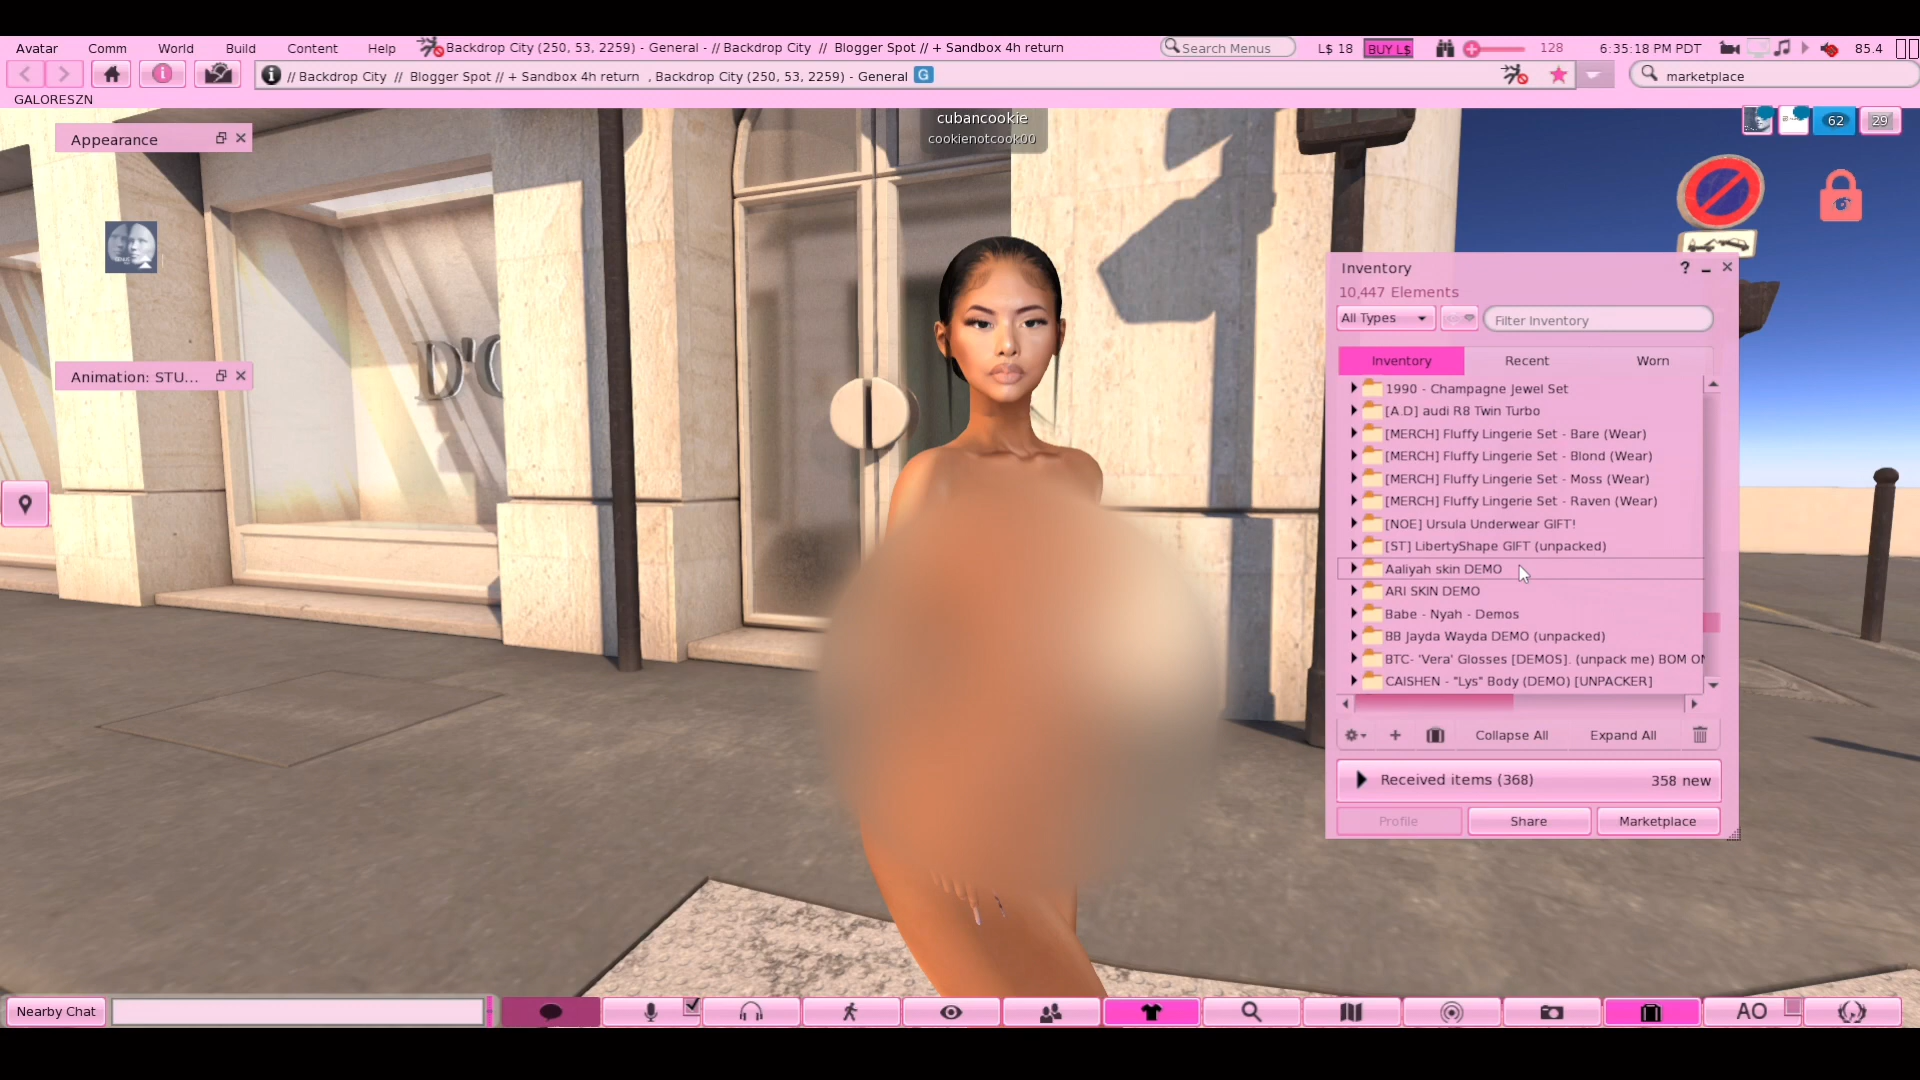 Avatar Comm World Build Content Help Backdrop City (250, 53, 2259) - General - // Backdrop City // Blogger Spot // + Sandbox 4h return Search Menus L$ 18 BUY L$ 128 6:35:18 PM PDT 85.4
// Backdrop City // Blogger Spot // + Sandbox 4h return , Backdrop City (250, 53, 2259) - General G marketplace
GALORESZN
cubancookie
cookienotcook00
62 29
Appearance
D'
Animation: STU...
Inventory ?
10,447 Elements
All Types Filter Inventory
Inventory Recent Worn
1990 - Champagne Jewel Set
[A.D] audi R8 Twin Turbo
[MERCH] Fluffy Lingerie Set - Bare (Wear)
[MERCH] Fluffy Lingerie Set - Blond (Wear)
[MERCH] Fluffy Lingerie Set - Moss (Wear)
[MERCH] Fluffy Lingerie Set - Raven (Wear)
[NOE] Ursula Underwear GIFT!
[ST] LibertyShape GIFT (unpacked)
Aaliyah skin DEMO
ARI SKIN DEMO
Babe - Nyah - Demos
BB Jayda Wayda DEMO (unpacked)
BTC- 'Vera' Glosses [DEMOS]. (unpack me) BOM
CAISHEN - "Lys" Body (DEMO) [UNPACKER]
Collapse All Expand All
Received items (368) 358 new
Profile Share Marketplace
Nearby Chat AO